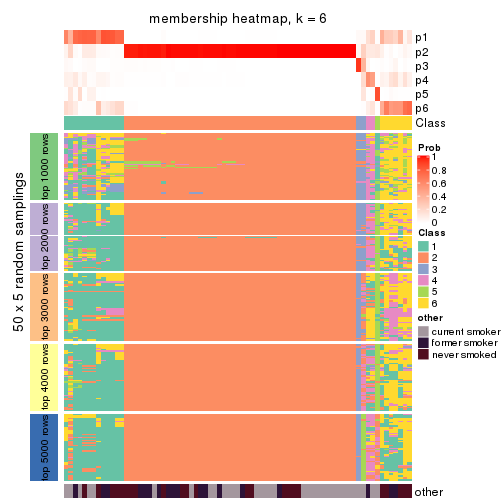 membership heatmap, k = 6
p1
p2
p3
p4
p5
p6
Class
50 x 5 random samplings
top 1000 rows
top 2000 rows
top 3000 rows
top 4000 rows
top 5000 rows
Prob
1
0.8
0.6
0.4
0.2
0
Class
1
2
3
4
5
6
other
current smoker
former smoker
never smoked
other